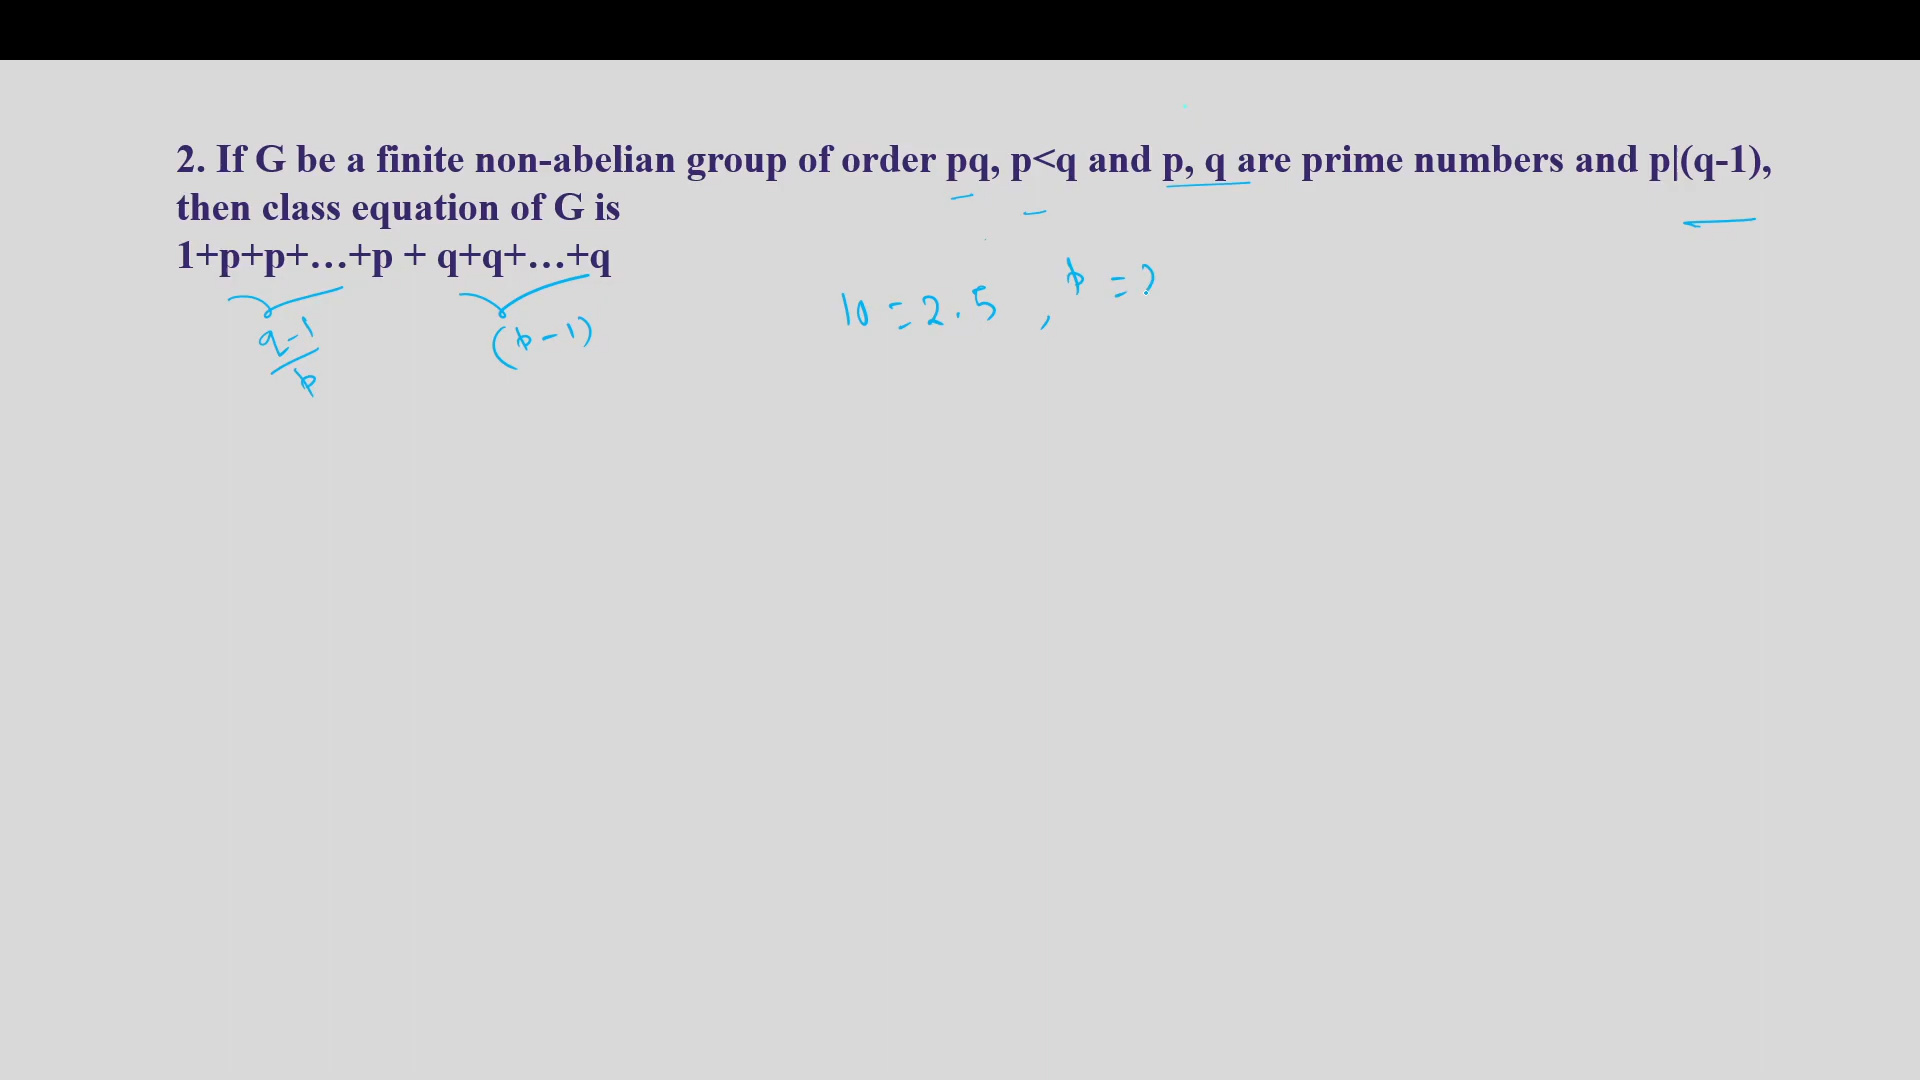 2. If G be a finite non-abelian group of order pq, p<q and p, q are prime numbers and p|(q-1),
then class equation of G is
1+p+p+…+p + q+q+…+q
q-1
p
(p-1)
10 = 2.5 , p = 2